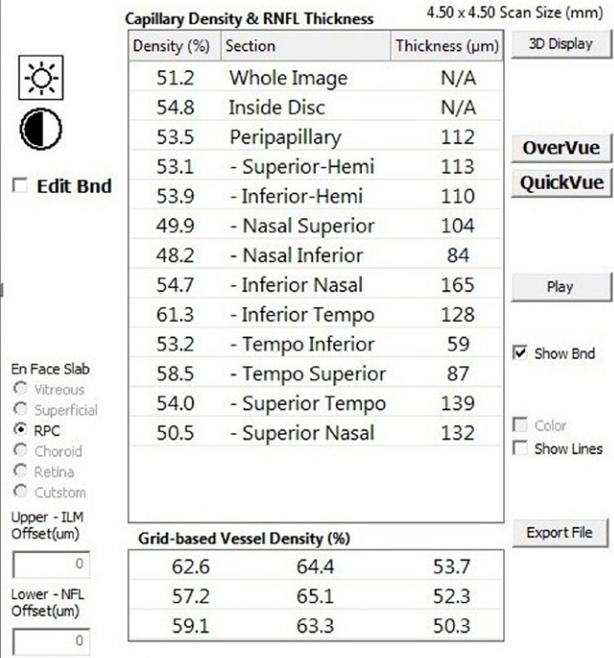 Capillary Density & RNFL Thickness
4.50 x 4.50 Scan Size (mm)
Density (%) Section Thickness (µm)
51.2 Whole Image N/A
54.8 Inside Disc N/A
53.5 Peripapillary 112
53.1 - Superior-Hemi 113
53.9 - Inferior-Hemi 110
49.9 - Nasal Superior 104
48.2 - Nasal Inferior 84
54.7 - Inferior Nasal 165
61.3 - Inferior Tempo 128
53.2 - Tempo Inferior 59
58.5 - Tempo Superior 87
54.0 - Superior Tempo 139
50.5 - Superior Nasal 132
Grid-based Vessel Density (%)
62.6 64.4 53.7
57.2 65.1 52.3
59.1 63.3 50.3
Edit Bnd
En Face Slab
Vitreous
Superficial
RPC
Choroid
Retina
Cutstom
Upper - ILM
Offset(um)
0
Lower - NFL
Offset(um)
0
3D Display
OverVue
QuickVue
Play
Show Bnd
Color
Show Lines
Export File